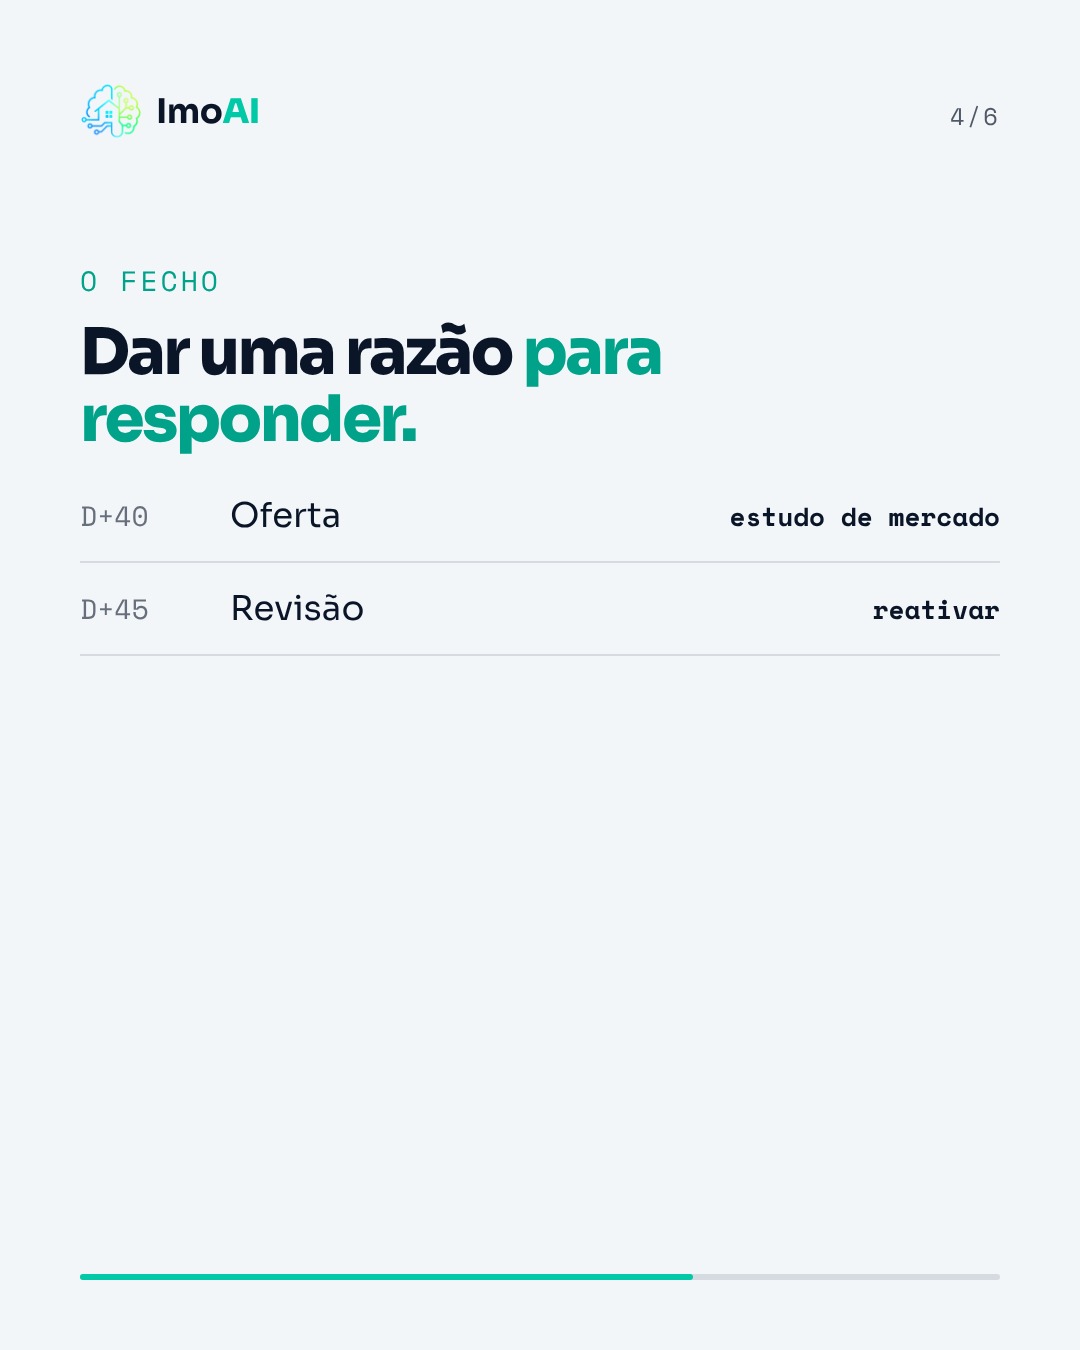 ImoAI
4/6
O FECHO
Dar uma razão para
responder.
D+40 Oferta estudo de mercado
D+45 Revisão reativar